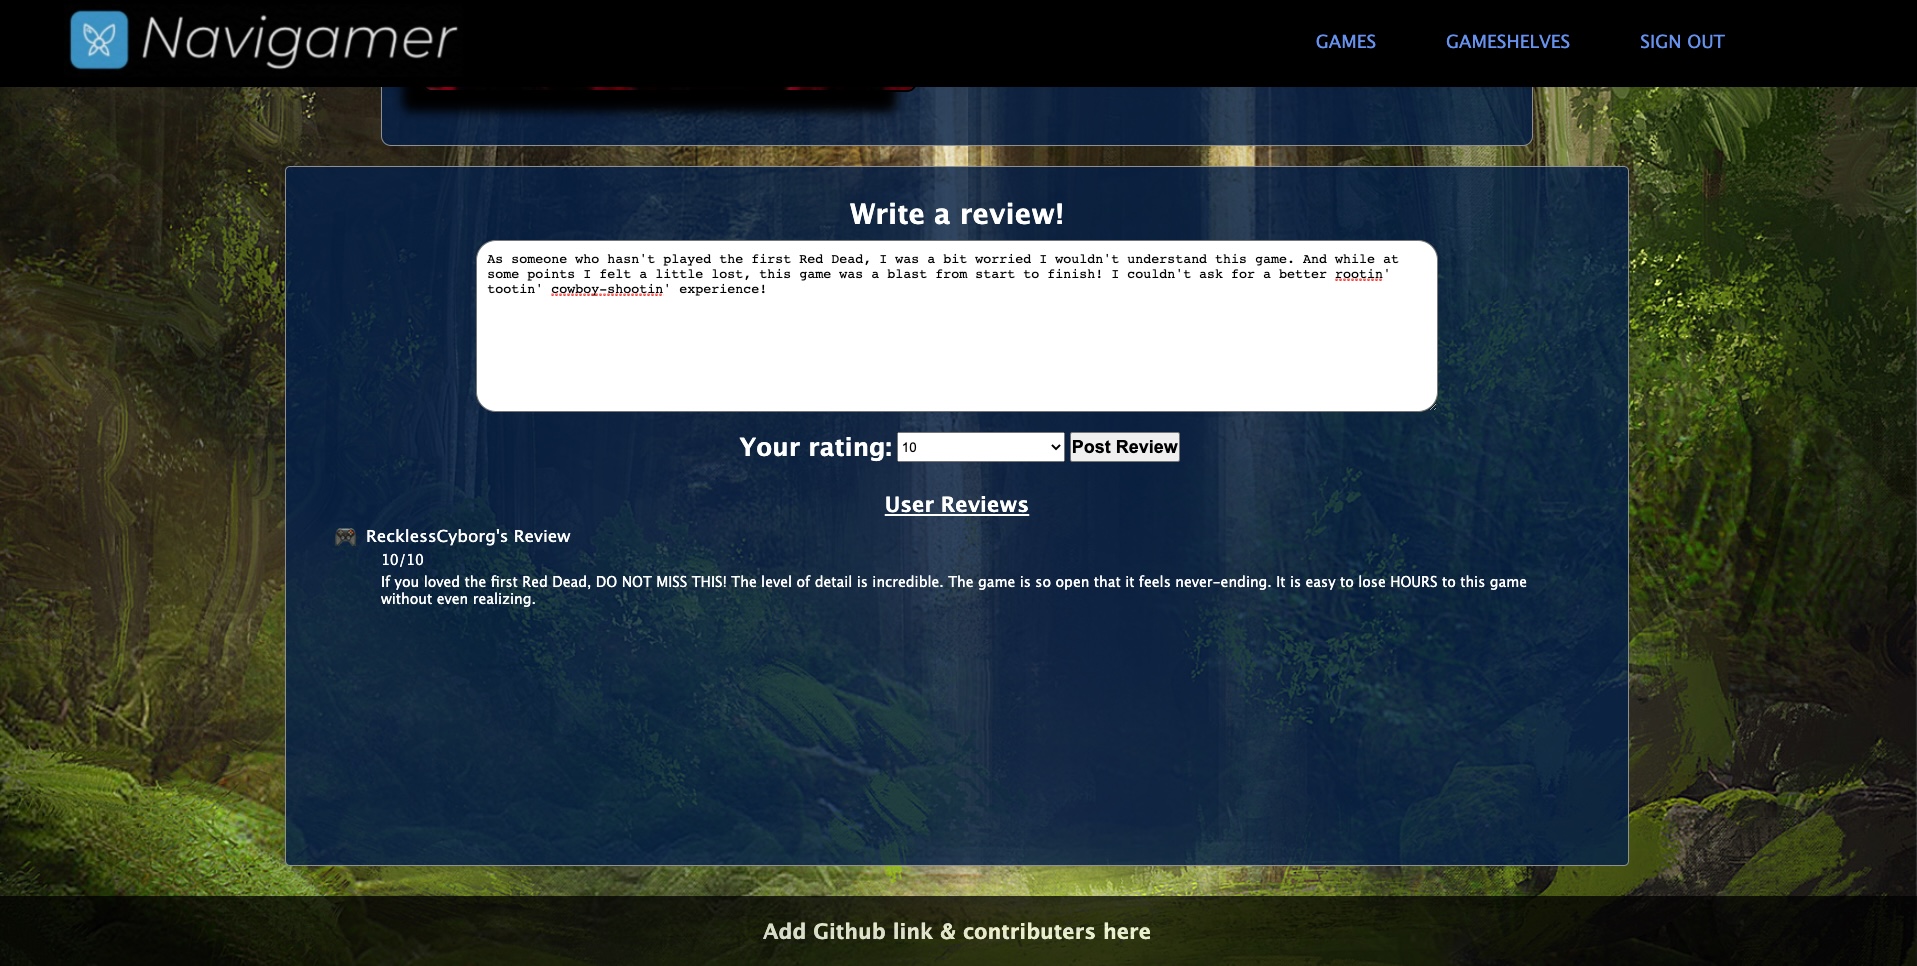 Navigamer
GAMES GAMESHELVES SIGN OUT
Write a review!
As someone who hasn't played the first Red Dead, I was a bit worried I wouldn't understand this game. And while at
some points I felt a little lost, this game was a blast from start to finish! I couldn't ask for a better rootin'
tootin' cowboy-shootin' experience!
Your rating: 10 Post Review
User Reviews
RecklessCyborg's Review
10/10
If you loved the first Red Dead, DO NOT MISS THIS! The level of detail is incredible. The game is so open that it feels never-ending. It is easy to lose HOURS to this game
without even realizing.
Add Github link & contributers here